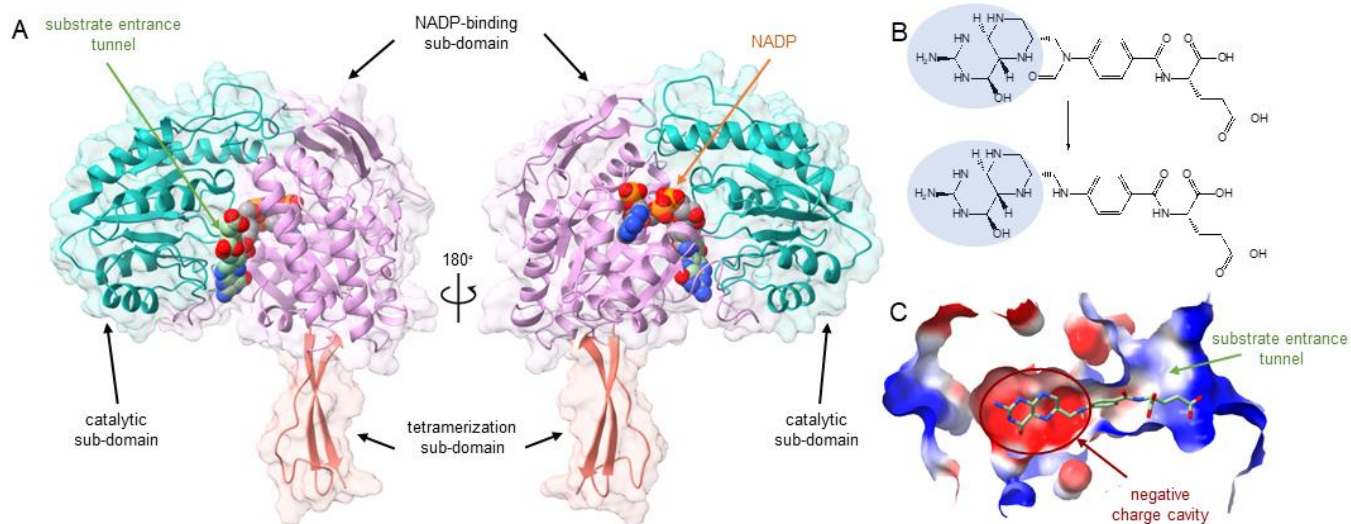 A
substrate entrance
tunnel
NADP-binding
sub-domain
NADP
180°
catalytic
sub-domain
tetramerization
sub-domain
catalytic
sub-domain
B
HN
H
H₂N
HN
NH
N
HN
H
O
OH
O
N
H
O
OH
O
OH
HN
H
H₂N
HN
NH
HN
HN
H
OH
O
N
H
O
OH
O
OH
C
substrate entrance
tunnel
negative
charge cavity